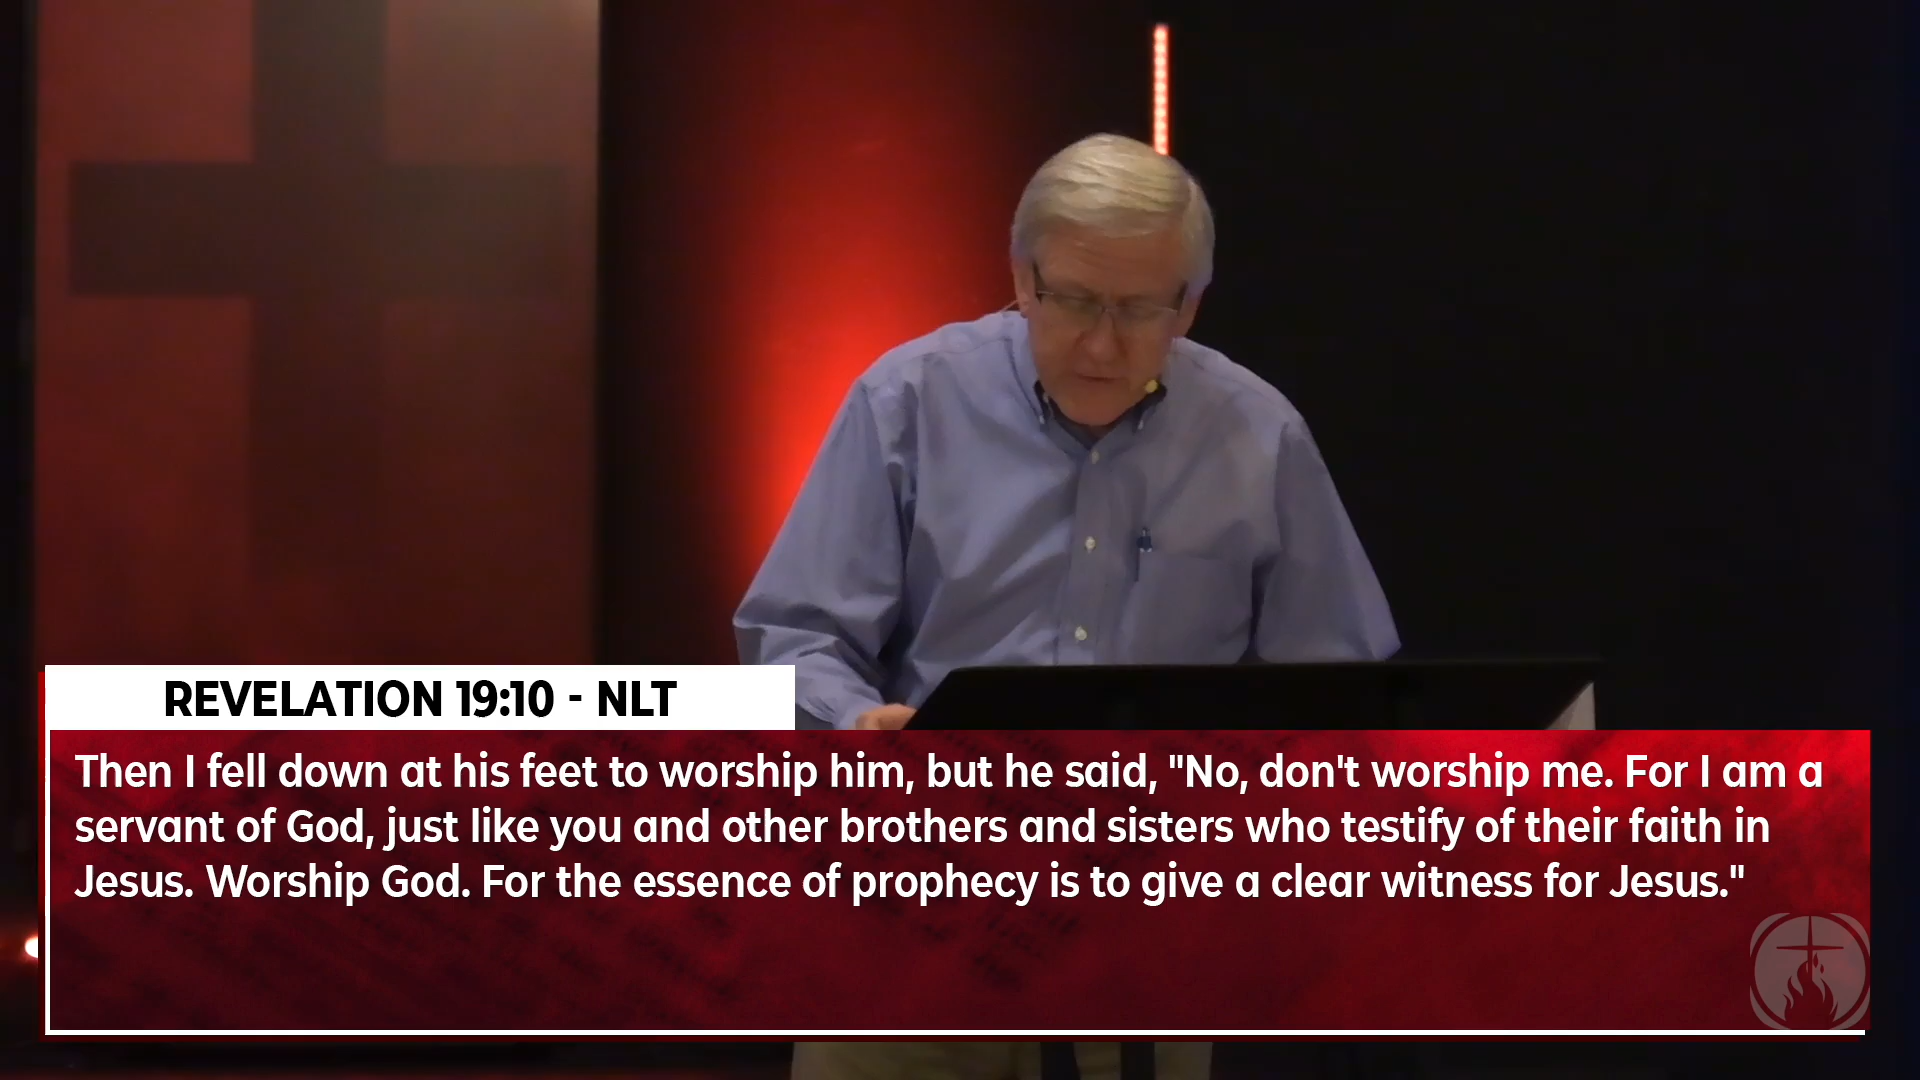 REVELATION 19:10 - NLT
Then I fell down at his feet to worship him, but he said, "No, don't worship me. For I am a
servant of God, just like you and other brothers and sisters who testify of their faith in
Jesus. Worship God. For the essence of prophecy is to give a clear witness for Jesus."